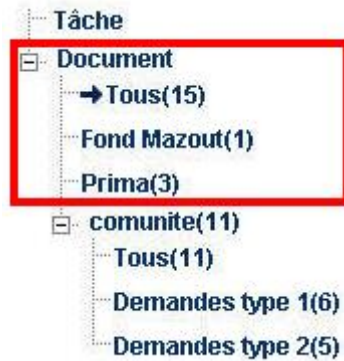 Tâche
Document
➔Tous(15)
Fond Mazout(1)
Prima(3)
comunite(11)
Tous(11)
Demandes type 1(6)
Demandes type 2(5)